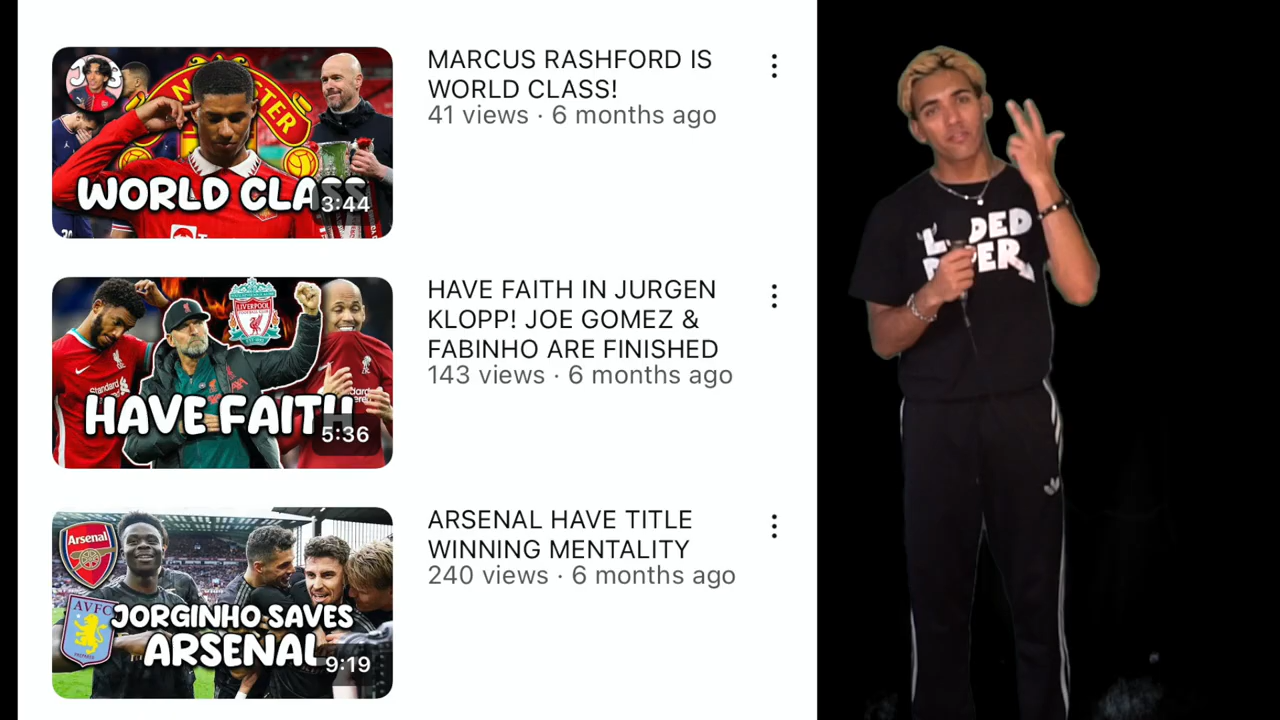 MARCUS RASHFORD IS
WORLD CLASS!
41 views · 6 months ago
WORLD CLASS
3:44
HAVE FAITH IN JURGEN
KLOPP! JOE GOMEZ &
FABINHO ARE FINISHED
143 views · 6 months ago
LIVERPOOL
HAVE FAITH
5:36
ARSENAL HAVE TITLE
WINNING MENTALITY
240 views · 6 months ago
Arsenal
AVFC
JORGINHO SAVES
ARSENAL
9:19